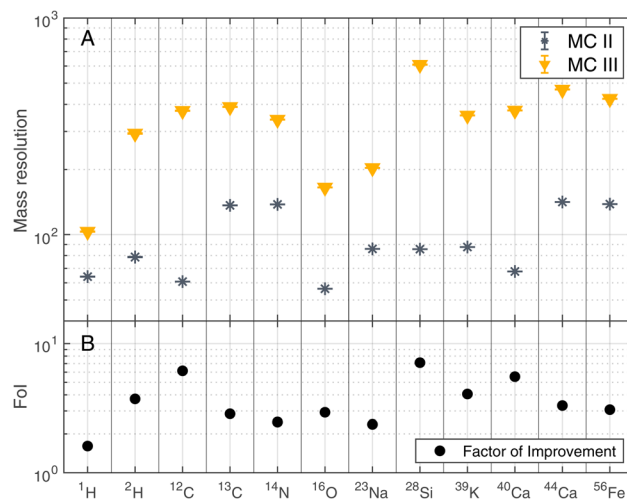 10³
A
MC II
MC III
Mass resolution
10²
B
10¹
FoI
Factor of Improvement
10⁰
¹H ²H ¹²C ¹³C ¹⁴N ¹⁶O ²³Na ²⁸Si ³⁹K ⁴⁰Ca ⁴⁴Ca ⁵⁶Fe